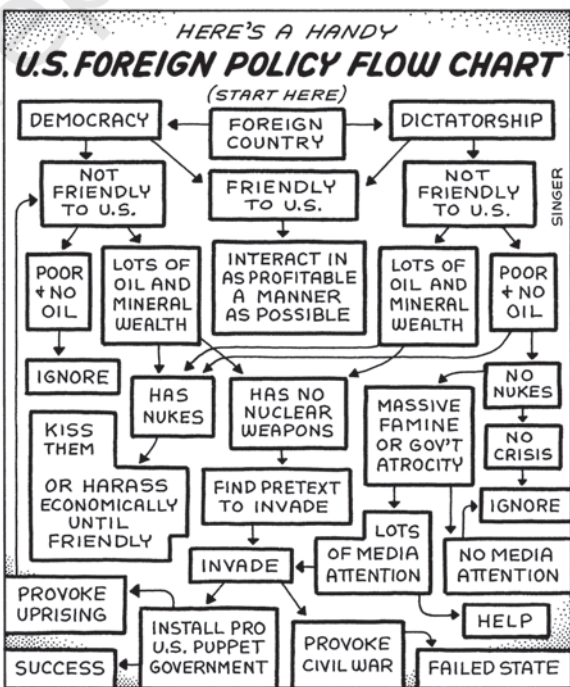 HERE'S A HANDY
U.S. FOREIGN POLICY FLOW CHART
(START HERE)
DEMOCRACY
FOREIGN
COUNTRY
DICTATORSHIP
NOT
FRIENDLY
TO U.S.
FRIENDLY
TO U.S.
NOT
FRIENDLY
TO U.S.
SINGER
POOR
+ NO
OIL
LOTS OF
OIL AND
MINERAL
WEALTH
INTERACT IN
AS PROFITABLE
A MANNER
AS POSSIBLE
LOTS OF
OIL AND
MINERAL
WEALTH
POOR
+ NO
OIL
IGNORE
HAS
NUKES
HAS NO
NUCLEAR
WEAPONS
MASSIVE
FAMINE
OR GOV'T
ATROCITY
NO
NUKES
NO
CRISIS
KISS
THEM
OR HARASS
ECONOMICALLY
UNTIL
FRIENDLY
FIND PRETEXT
TO INVADE
IGNORE
INVADE
LOTS
OF MEDIA
ATTENTION
NO MEDIA
ATTENTION
PROVOKE
UPRISING
INSTALL PRO
U.S. PUPPET
GOVERNMENT
PROVOKE
CIVIL WAR
HELP
SUCCESS
FAILED STATE